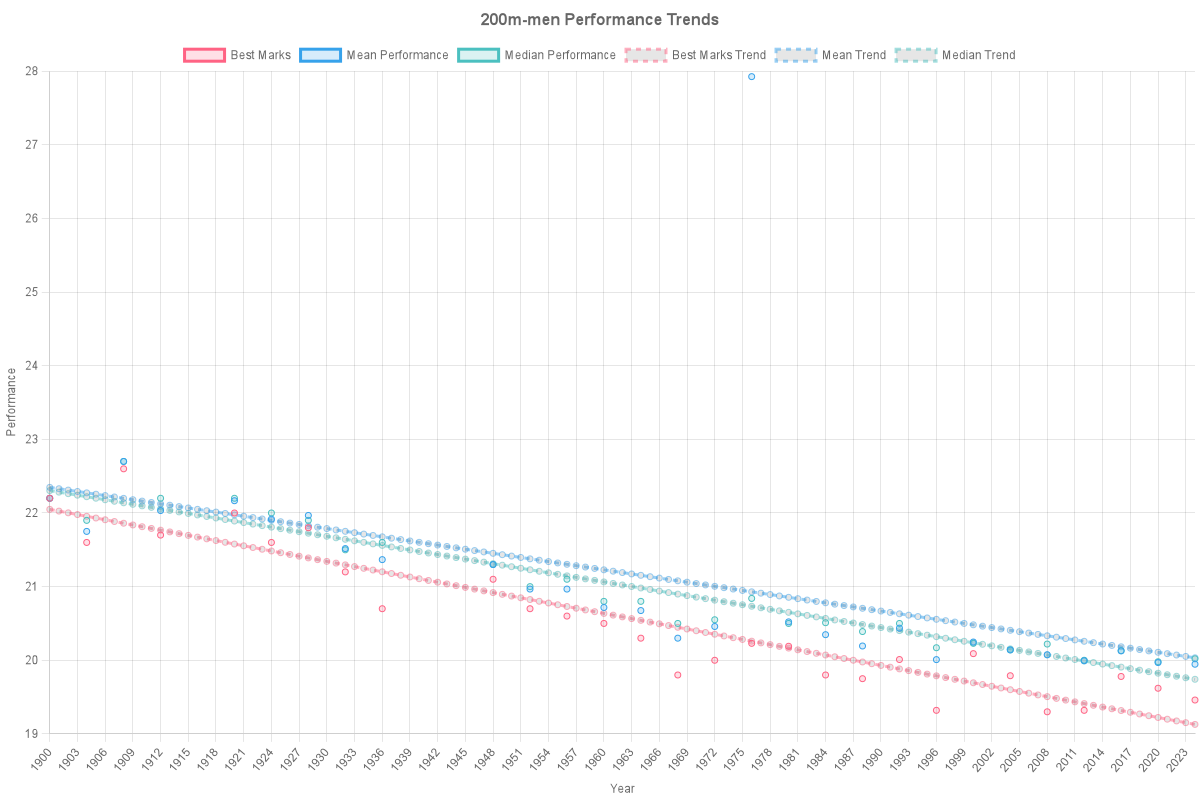 200m-men Performance Trends
Best Marks Mean Performance Median Performance Best Marks Trend Mean Trend Median Trend
28
27
26
25
24
23
22
21
20
19
Performance
1900 1903 1906 1909 1912 1915 1918 1921 1924 1927 1930 1933 1936 1939 1942 1945 1948 1951 1954 1957 1960 1963 1966 1969 1972 1975 1978 1981 1984 1987 1990 1993 1996 1999 2002 2005 2008 2011 2014 2017 2020 2023
Year